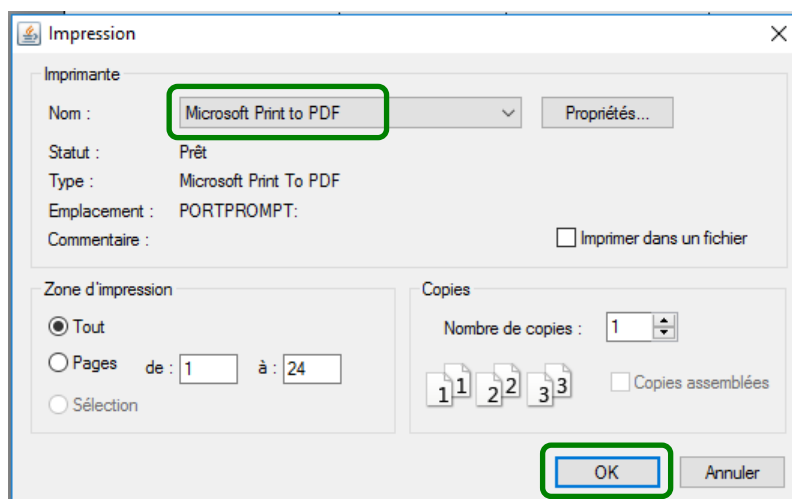 Impression
Imprimante
Nom : Microsoft Print to PDF Propriétés...
Statut : Prêt
Type : Microsoft Print To PDF
Emplacement : PORTPROMPT:
Commentaire : Imprimer dans un fichier
Zone d'impression
Tout
Pages de : 1 à : 24
Sélection
Copies
Nombre de copies : 1
1 1 2 2 3 3 Copies assemblées
OK Annuler